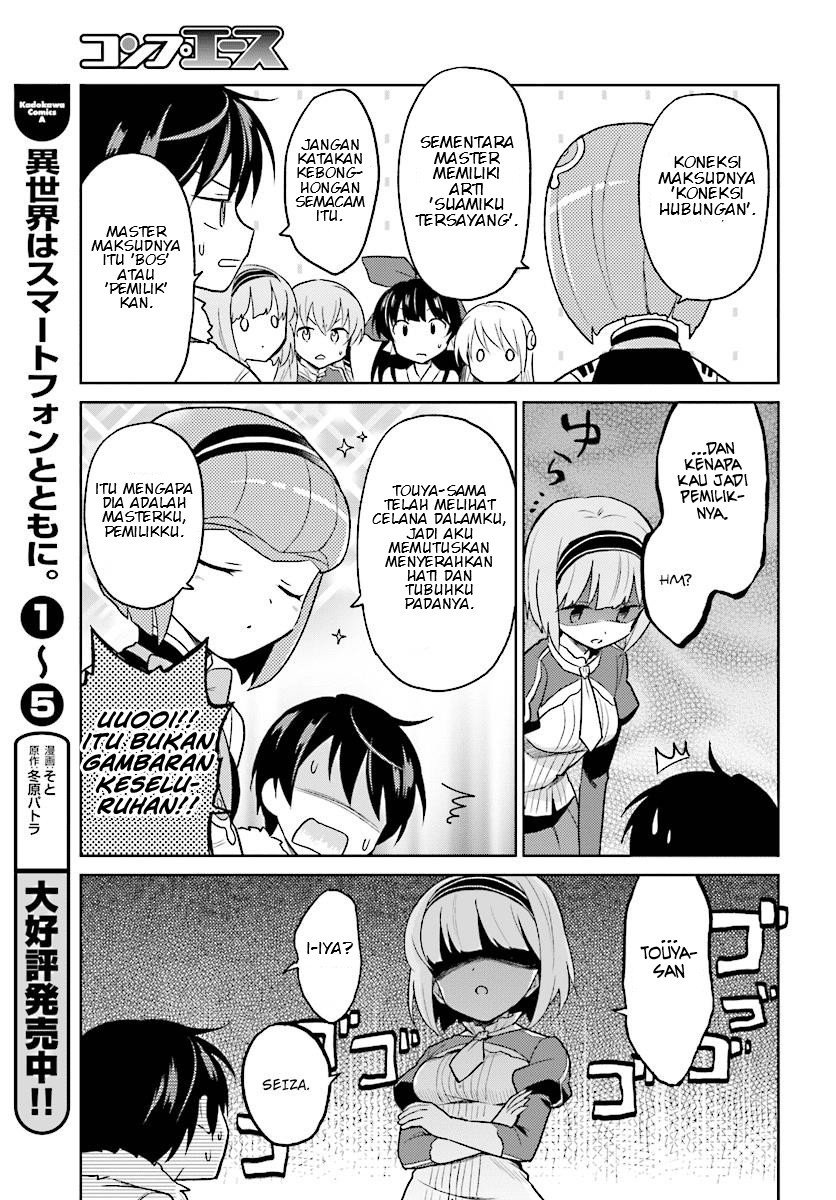 コンプ・エース
Kadokawa
Comics
A
異世界はスマートフォンとともに。
1〜5
漫画:そと
原作:冬原パトラ
大好評発売中!!
KONEKSI
MAKSUDNYA
'KONEKSI
HUBUNGAN'.
SEMENTARA
MASTER
MEMILIKI
ARTI
'SUAMIKU
TERSAYANG'.
JANGAN
KATAKAN
KEBONG-
HONGAN
SEMACAM
ITU.
MASTER
MAKSUDNYA
ITU 'BOS'
ATAU
'PEMILIK'
KAN.
...DAN
KENAPA
KAU JADI
PEMILIK-
NYA.
HM?
ゆら
TOUYA-SAMA
TELAH MELIHAT
CELANA DALAMKU,
JADI AKU
MEMUTUSKAN
MENYERAHKAN
HATI DAN
TUBUHKU
PADANYA.
ITU MENGAPA
DIA ADALAH
MASTERKU,
PEMILIKKU.
UUOOI!!
ITU BUKAN
GAMBARAN
KESELU-
RUHAN!!
....
TOUYA-
SAN
I-IYA?
SEIZA.
ゴゴゴ
ゴゴゴ